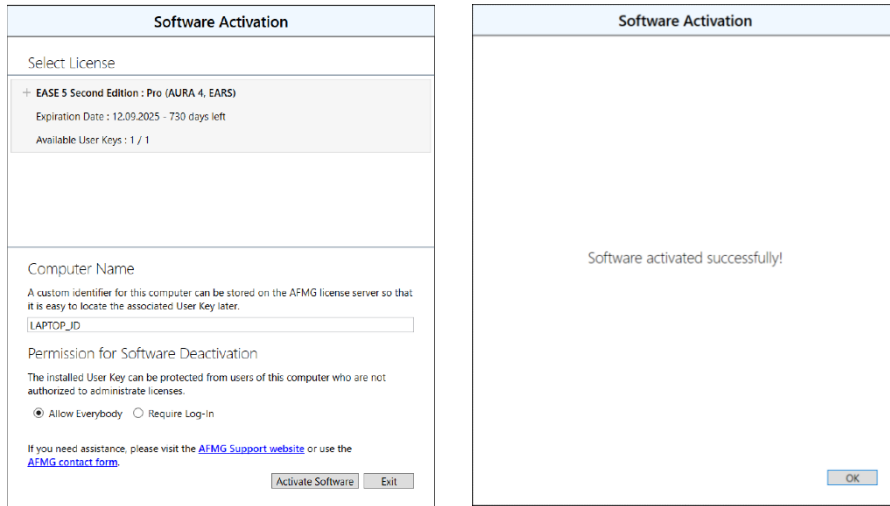 Software Activation
Select License
+ EASE 5 Second Edition : Pro (AURA 4, EARS)
Expiration Date : 12.09.2025 - 730 days left
Available User Keys : 1 / 1
Computer Name
A custom identifier for this computer can be stored on the AFMG license server so that
it is easy to locate the associated User Key later.
LAPTOP_JD
Permission for Software Deactivation
The installed User Key can be protected from users of this computer who are not
authorized to administrate licenses.
Allow Everybody Require Log-In
If you need assistance, please visit the AFMG Support website or use the
AFMG contact form.
Activate Software Exit
Software Activation
Software activated successfully!
OK